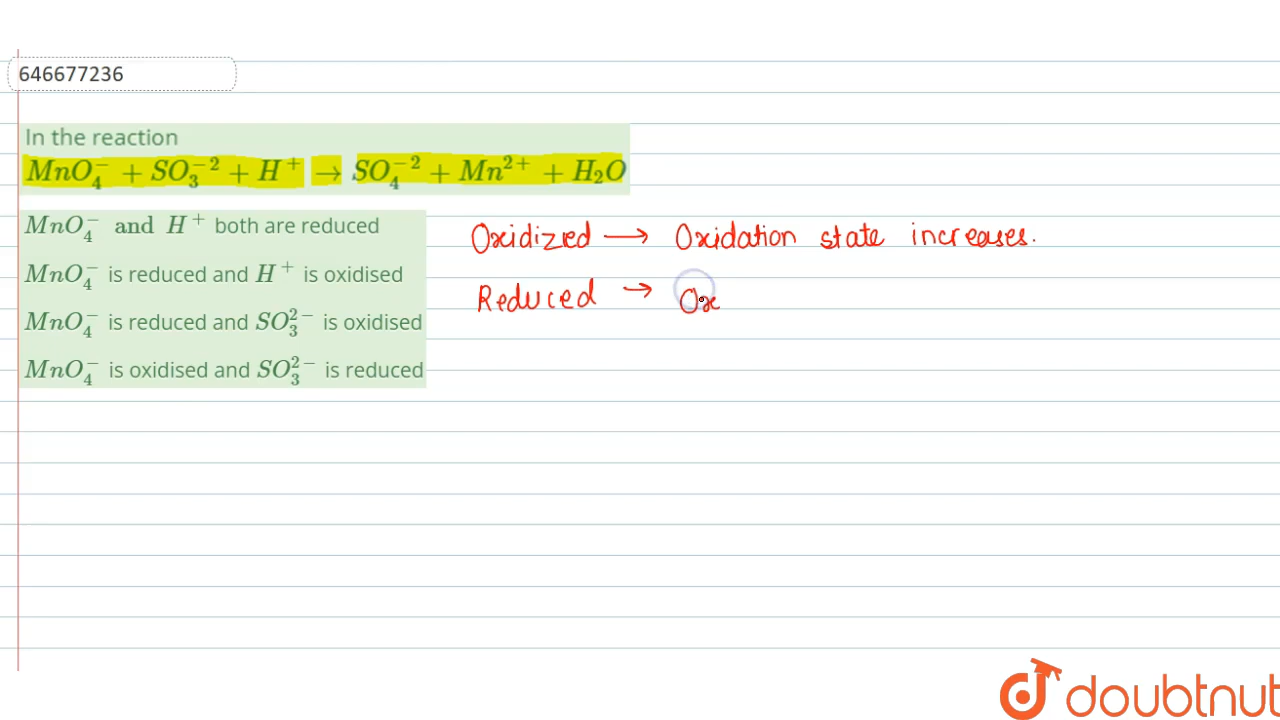 646677236
In the reaction
MnO₄⁻ + SO₃⁻² + H⁺ → SO₄⁻² + Mn²⁺ + H₂O
MnO₄⁻ and H⁺ both are reduced
MnO₄⁻ is reduced and H⁺ is oxidised
MnO₄⁻ is reduced and SO₃²⁻ is oxidised
MnO₄⁻ is oxidised and SO₃²⁻ is reduced
Oxidized → Oxidation state increases.
Reduced → Ox
doubtnut